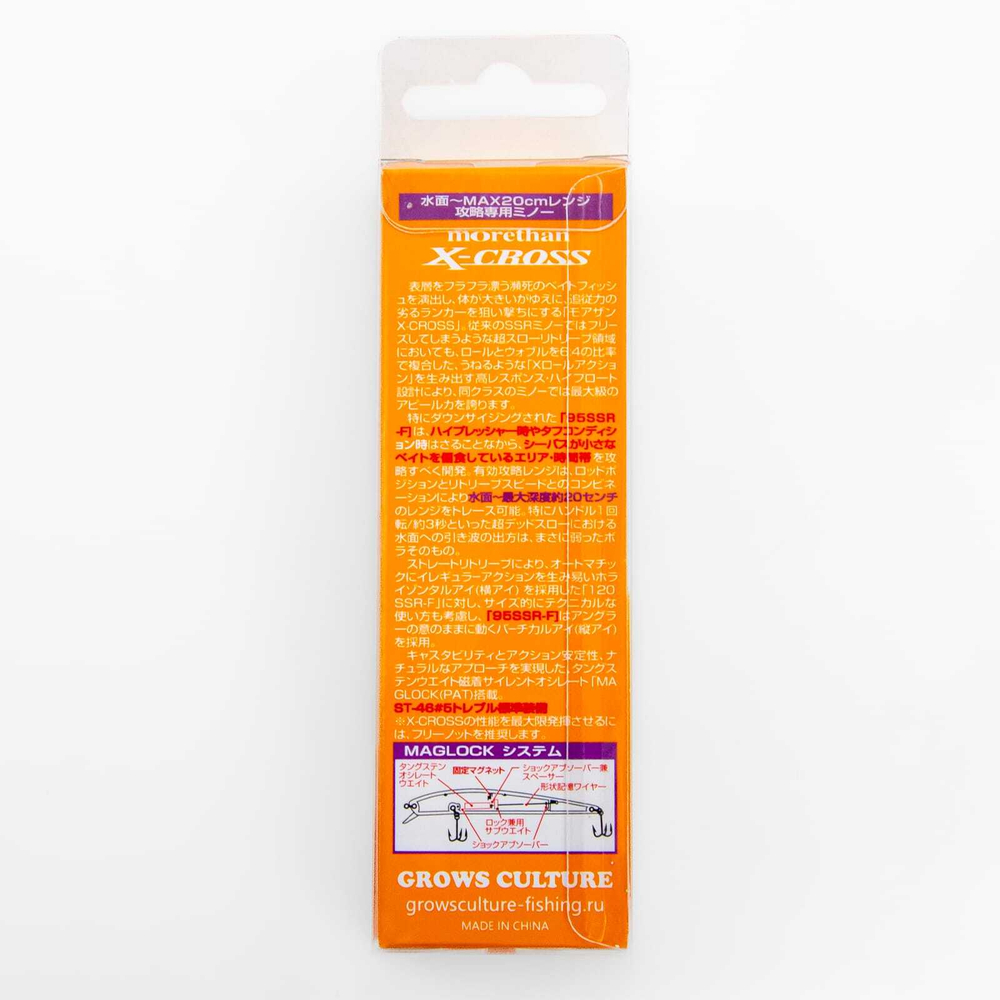 水面〜MAX20cmレンジ
攻略専用ミノー
morethan
X-CROSS
表層をフラフラ漂う瀕死のベイトフィッシ
ュを演出し、体が大きいがゆえに、追従力の
劣るランカーを狙い撃ちにする「モアザン
X-CROSS」。従来のSSRミノーではフリー
ズしてしまうような超スローリトリーブ領域
においても、ロールとウォブルを6:4の比率
で複合した、うねるような「Xロールアクショ
ン」を生み出す高レスポンス・ハイフロート
設計により、同クラスのミノーでは最大級の
アピール力を誇ります。
特にダウンサイジングされた「95SSR
-F」は、ハイプレッシャー時やタフコンディシ
ョン時はさることながら、シーバスが小さな
ベイトを偏食しているエリア・時間帯を攻
略すべく開発。有効攻略レンジは、ロッドポ
ジションとリトリーブスピードとのコンビネ
ーションにより水面〜最大深度約20センチ
のレンジをトレース可能。特にハンドル1回
転/約3秒といった超デッドスローにおける
水面への引き波の出方は、まさに弱ったボ
ラそのもの。
ストレートリトリーブにより、オートマチッ
クにイレギュラーアクションを生み易いホラ
イゾンタルアイ(横アイ)を採用した「120
SSR-F」に対し、サイズ的にテクニカルな
使い方も考慮し、「95SSR-F」はアングラ
ーの意のままに動くバーチカルアイ(縦アイ)
を採用。
キャスタビリティとアクション安定性、ナ
チュラルなアプローチを実現した、タングス
テンウエイト磁着サイレントオシレート「MA
GLOCK(PAT)搭載。
ST-46#5トレブル標準装備
※X-CROSSの性能を最大限発揮させるに
は、フリーノットを推奨します。
MAGLOCK システム
タングステン
オシレート
ウエイト
固定マグネット
ショックアブソーバー兼
スペーサー
形状記憶ワイヤー
ロック兼用
サブウエイト
ショックアブソーバー
GROWS CULTURE
growsculture-fishing.ru
MADE IN CHINA